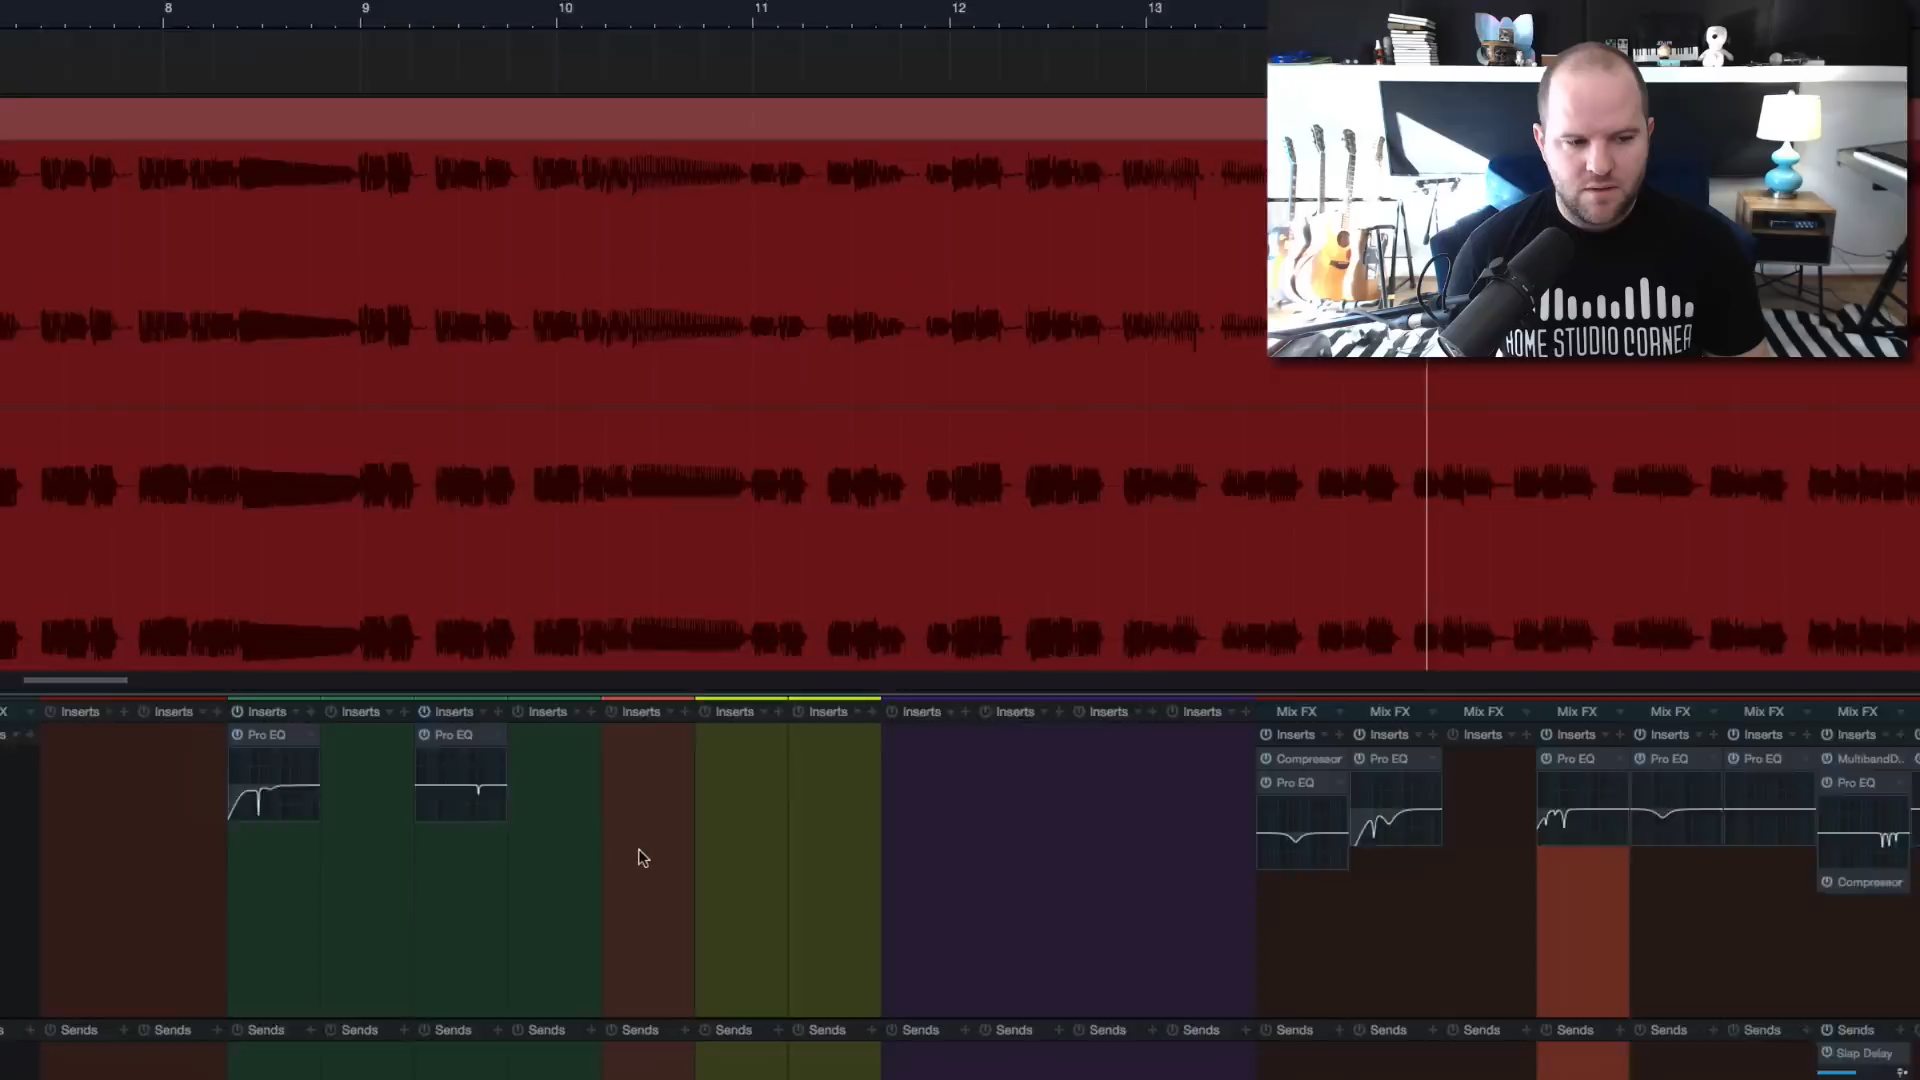 8 9 10 11 12 13
HOME STUDIO CORNER
X Inserts Inserts Inserts Inserts Inserts Inserts Inserts Inserts Inserts Inserts Inserts Inserts Inserts Mix FX Mix FX Mix FX Mix FX Mix FX Mix FX Mix FX
s Pro EQ Pro EQ Inserts Inserts Inserts Inserts Inserts Inserts Inserts
Compressor Pro EQ Pro EQ Pro EQ Pro EQ MultibandD..
Pro EQ Pro EQ
Compressor
s Sends Sends Sends Sends Sends Sends Sends Sends Sends Sends Sends Sends Sends Sends Sends Sends Sends Sends Sends Sends
Slap Delay